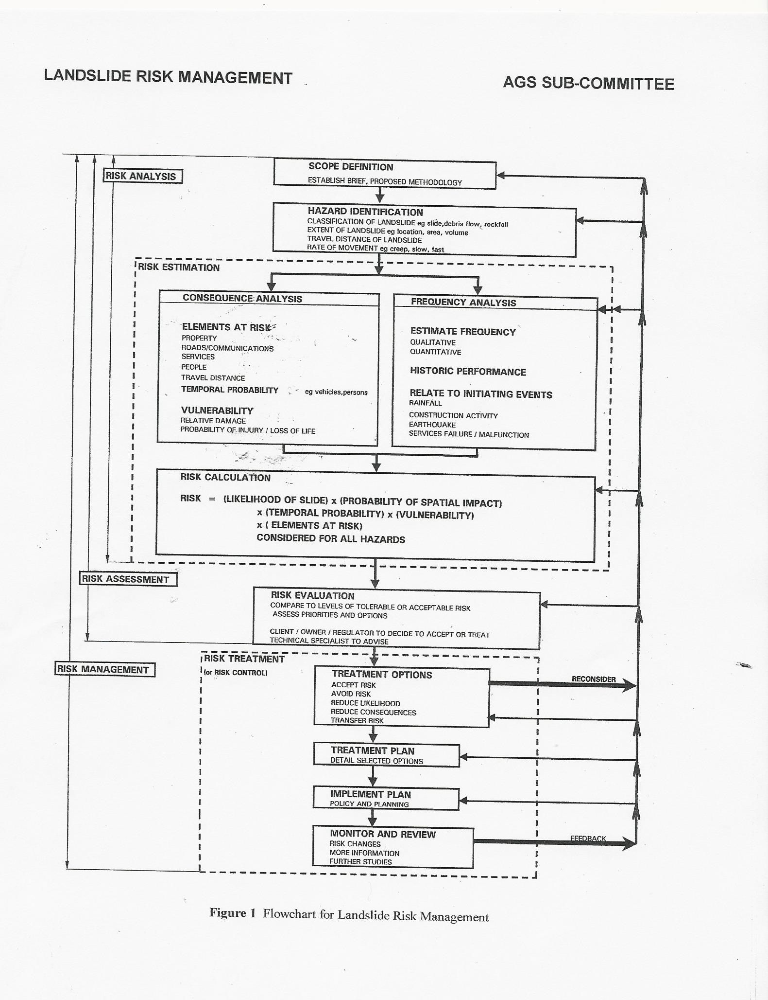 LANDSLIDE RISK MANAGEMENT
AGS SUB-COMMITTEE
RISK ANALYSIS
SCOPE DEFINITION
ESTABLISH BRIEF, PROPOSED METHODOLOGY
HAZARD IDENTIFICATION
CLASSIFICATION OF LANDSLIDE eg slide,debris flow, rockfall
EXTENT OF LANDSLIDE eg location, area, volume
TRAVEL DISTANCE OF LANDSLIDE
RATE OF MOVEMENT eg creep, slow, fast
RISK ESTIMATION
CONSEQUENCE ANALYSIS
ELEMENTS AT RISK
PROPERTY
ROADS/COMMUNICATIONS
SERVICES
PEOPLE
TRAVEL DISTANCE
TEMPORAL PROBABILITY eg vehicles,persons
VULNERABILITY
RELATIVE DAMAGE
PROBABILITY OF INJURY / LOSS OF LIFE
FREQUENCY ANALYSIS
ESTIMATE FREQUENCY
QUALITATIVE
QUANTITATIVE
HISTORIC PERFORMANCE
RELATE TO INITIATING EVENTS
RAINFALL
CONSTRUCTION ACTIVITY
EARTHQUAKE
SERVICES FAILURE / MALFUNCTION
RISK CALCULATION
RISK = (LIKELIHOOD OF SLIDE) x (PROBABILITY OF SPATIAL IMPACT)
x (TEMPORAL PROBABILITY) x (VULNERABILITY)
x ( ELEMENTS AT RISK)
CONSIDERED FOR ALL HAZARDS
RISK ASSESSMENT
RISK EVALUATION
COMPARE TO LEVELS OF TOLERABLE OR ACCEPTABLE RISK
ASSESS PRIORITIES AND OPTIONS
CLIENT / OWNER / REGULATOR TO DECIDE TO ACCEPT OR TREAT
TECHNICAL SPECIALIST TO ADVISE
RISK MANAGEMENT
RISK TREATMENT
(or RISK CONTROL)
TREATMENT OPTIONS
ACCEPT RISK
AVOID RISK
REDUCE LIKELIHOOD
REDUCE CONSEQUENCES
TRANSFER RISK
RECONSIDER
TREATMENT PLAN
DETAIL SELECTED OPTIONS
IMPLEMENT PLAN
POLICY AND PLANNING
MONITOR AND REVIEW
RISK CHANGES
MORE INFORMATION
FURTHER STUDIES
FEEDBACK
Figure 1 Flowchart for Landslide Risk Management